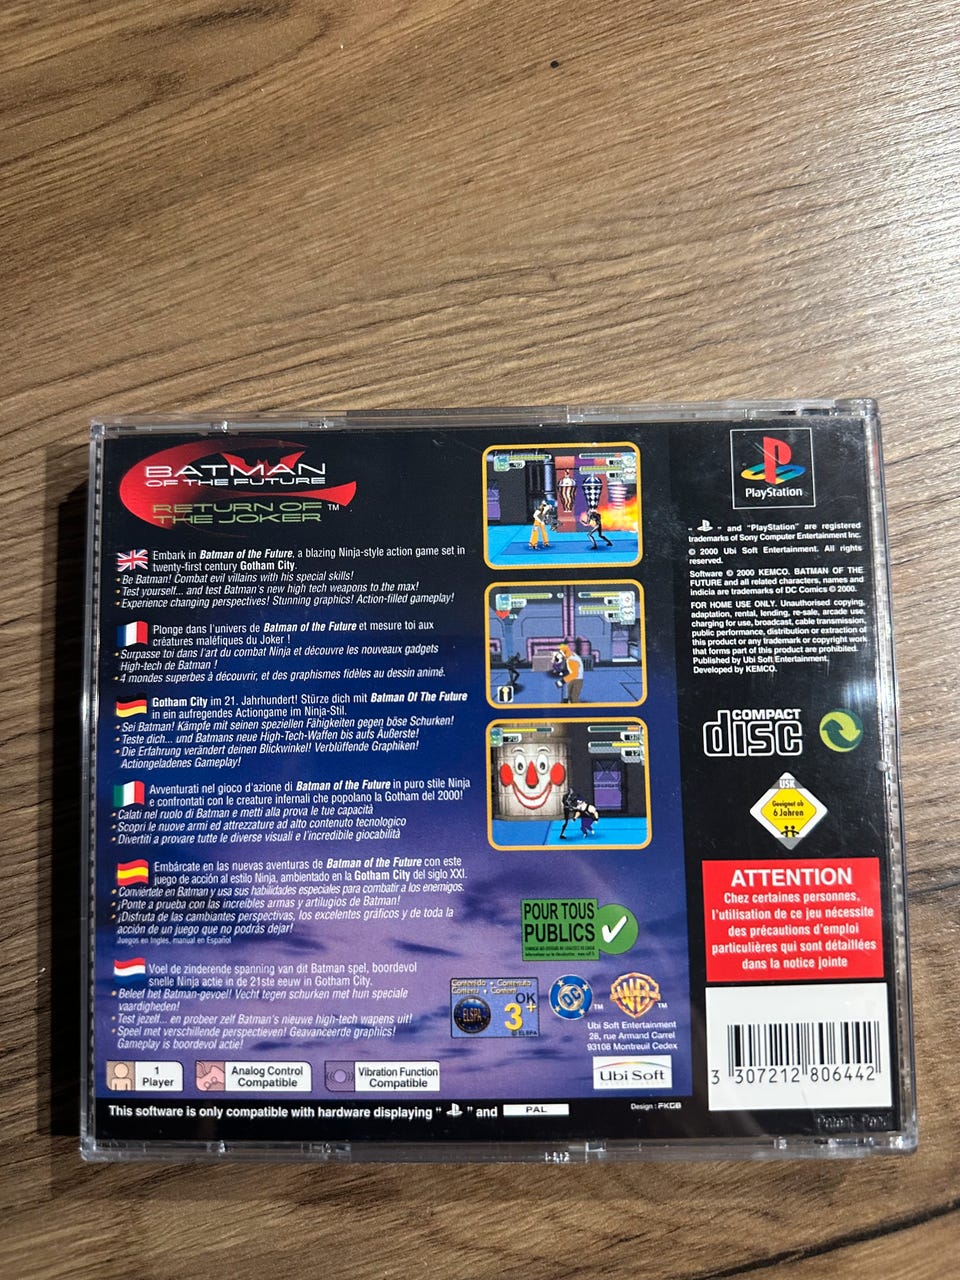 BATMAN
OF THE FUTURE
RETURN OF
THE JOKER™
Embark in Batman of the Future, a blazing Ninja-style action game set in
twenty-first century Gotham City.
• Be Batman! Combat evil villains with his special skills!
• Test yourself... and test Batman's new high tech weapons to the max!
• Experience changing perspectives! Stunning graphics! Action-filled gameplay!
Plonge dans l'univers de Batman of the Future et mesure toi aux
créatures maléfiques du Joker !
• Surpasse toi dans l'art du combat Ninja et découvre les nouveaux gadgets
High-tech de Batman !
• 4 mondes superbes à découvrir, et des graphismes fidèles au dessin animé.
Gotham City im 21. Jahrhundert! Stürze dich mit Batman Of The Future
in ein aufregendes Actiongame im Ninja-Stil.
• Sei Batman! Kämpfe mit seinen speziellen Fähigkeiten gegen böse Schurken!
• Teste dich... und Batmans neue High-Tech-Waffen bis aufs Äußerste!
• Die Erfahrung verändert deinen Blickwinkel! Verblüffende Graphiken!
Actiongeladenes Gameplay!
Avventurati nel gioco d'azione di Batman of the Future in puro stile Ninja
e confrontati con le creature infernali che popolano la Gotham del 2000!
• Calati nel ruolo di Batman e metti alla prova le tue capacità
• Scopri le nuove armi ed attrezzature ad alto contenuto tecnologico
• Divertiti a provare tutte le diverse visuali e l'incredibile giocabilità
Embárcate en las nuevas aventuras de Batman of the Future con este
juego de acción al estilo Ninja, ambientado en la Gotham City del siglo XXI.
• Conviértete en Batman y usa sus habilidades especiales para combatir a los enemigos.
• ¡Ponte a prueba con las increíbles armas y artilugios de Batman!
• ¡Disfruta de las cambiantes perspectivas, los excelentes gráficos y de toda la
acción de un juego que no podrás dejar!
Juegos en Inglés, manual en Español
Voel de zinderende spanning van dit Batman spel, boordevol
snelle Ninja actie in de 21ste eeuw in Gotham City.
• Beleef het Batman-gevoel! Vecht tegen schurken met hun speciale
vaardigheden!
• Test jezelf... en probeer zelf Batman's nieuwe high-tech wapens uit!
• Speel met verschillende perspectieven! Geavanceerde graphics!
Gameplay is boordevol actie!
1
Player
Analog Control
Compatible
Vibration Function
Compatible
This software is only compatible with hardware displaying " " and PAL
POUR TOUS
PUBLICS
Contenido • Contenuto
ELSPA
OK
3+
© ELSPA
DC
™
WB
™
Ubi Soft Entertainment
28, rue Armand Carrel
93108 Montreuil Cedex
Ubi Soft
Design : FKGB
PlayStation
" " and "PlayStation" are registered
trademarks of Sony Computer Entertainment Inc.
© 2000 Ubi Soft Entertainment. All rights
reserved.
Software © 2000 KEMCO. BATMAN OF THE
FUTURE and all related characters, names and
indicia are trademarks of DC Comics © 2000.
FOR HOME USE ONLY. Unauthorised copying,
adaptation, rental, lending, re-sale, arcade use,
charging for use, broadcast, cable transmission,
public performance, distribution or extraction of
this product or any trademark or copyright work
that forms part of this product are prohibited.
Published by Ubi Soft Entertainment.
Developed by KEMCO.
COMPACT
disc
USK
Geeignet ab
6 Jahren
ATTENTION
Chez certaines personnes,
l'utilisation de ce jeu nécessite
des précautions d'emploi
particulières qui sont détaillées
dans la notice jointe
3 307212 806442